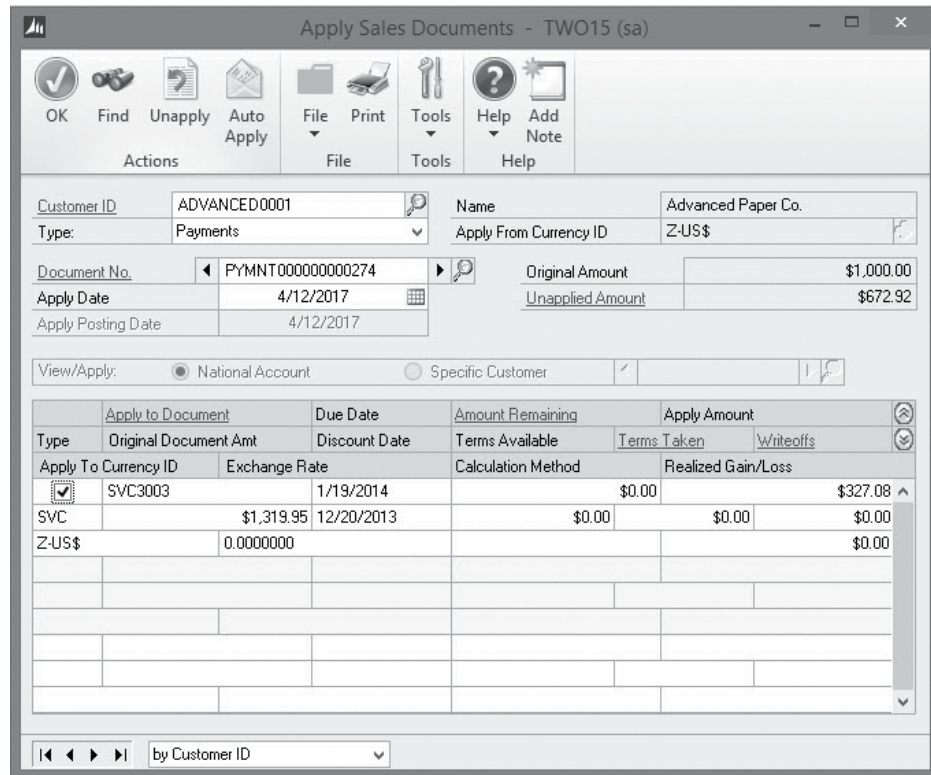 Apply Sales Documents - TWO15 (sa)
OK Find Unapply Auto Apply File Print Tools Help Add Note
Actions File Tools Help
Customer ID ADVANCED0001 Name Advanced Paper Co.
Type: Payments Apply From Currency ID Z-US$
Document No. PYMNT000000000274 Original Amount $1,000.00
Apply Date 4/12/2017 Unapplied Amount $672.92
Apply Posting Date 4/12/2017
View/Apply: National Account Specific Customer
Apply to Document Due Date Amount Remaining Apply Amount
Type Original Document Amt Discount Date Terms Available Terms Taken Writeoffs
Apply To Currency ID Exchange Rate Calculation Method Realized Gain/Loss
SVC3003 1/19/2014 $0.00 $327.08
SVC $1,319.95 12/20/2013 $0.00 $0.00 $0.00
Z-US$ 0.0000000 $0.00
by Customer ID